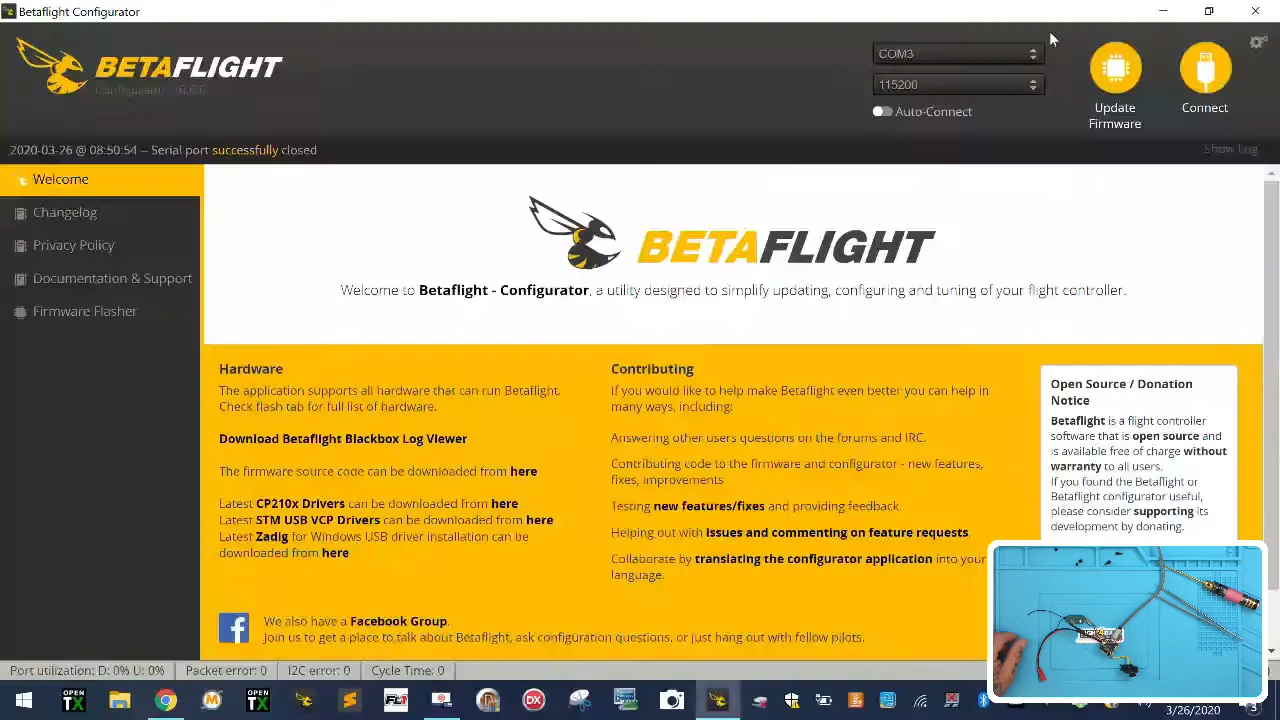 Betaflight Configurator
BETAFLIGHT
COM3
115200
Auto-Connect
Update
Firmware
Connect
2020-03-26 @ 08:50:54 -- Serial port successfully closed
Show Log
Welcome
Changelog
Privacy Policy
Documentation & Support
Firmware Flasher
BETAFLIGHT
Welcome to Betaflight - Configurator, a utility designed to simplify updating, configuring and tuning of your flight controller.
Hardware
The application supports all hardware that can run Betaflight.
Check flash tab for full list of hardware.
Download Betaflight Blackbox Log Viewer
The firmware source code can be downloaded from here
Latest CP210x Drivers can be downloaded from here
Latest STM USB VCP Drivers can be downloaded from here
Latest Zadig for Windows USB driver installation can be
downloaded from here
Contributing
If you would like to help make Betaflight even better you can help in
many ways, including:
Answering other users questions on the forums and IRC.
Contributing code to the firmware and configurator - new features,
fixes, improvements
Testing new features/fixes and providing feedback.
Helping out with issues and commenting on feature requests.
Collaborate by translating the configurator application into your
language.
Open Source / Donation
Notice
Betaflight is a flight controller
software that is open source and
is available free of charge without
warranty to all users.
If you found the Betaflight or
Betaflight configurator useful,
please consider supporting its
development by donating.
We also have a Facebook Group.
Join us to get a place to talk about Betaflight, ask configuration questions, or just hang out with fellow pilots.
Port utilization: D: 0% U: 0%
Packet error: 0
I2C error: 0
Cycle Time: 0
OPEN
TX
OPEN
TX
DX
3/26/2020